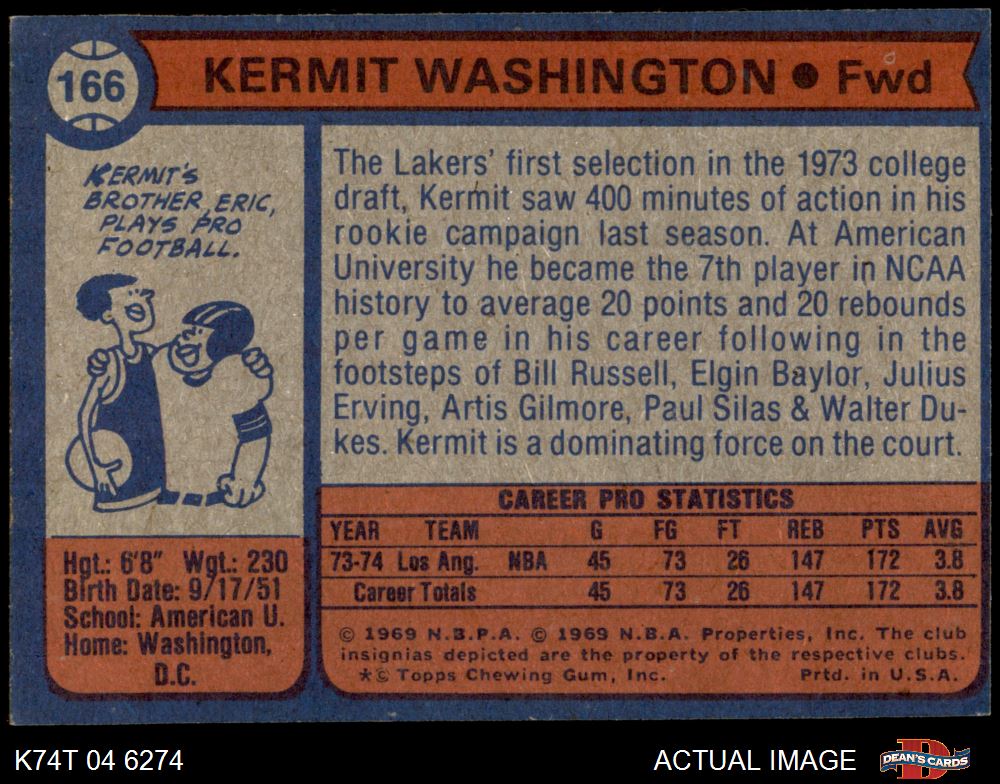 166
KERMIT WASHINGTON ● Fwd
KERMIT'S
BROTHER, ERIC,
PLAYS PRO
FOOTBALL.
The Lakers' first selection in the 1973 college
draft, Kermit saw 400 minutes of action in his
rookie campaign last season. At American
University he became the 7th player in NCAA
history to average 20 points and 20 rebounds
per game in his career following in the
footsteps of Bill Russell, Elgin Baylor, Julius
Erving, Artis Gilmore, Paul Silas & Walter Du-
kes. Kermit is a dominating force on the court.
Hgt.: 6'8" Wgt.: 230
Birth Date: 9/17/51
School: American U.
Home: Washington,
D.C.
CAREER PRO STATISTICS
YEAR TEAM G FG FT REB PTS AVG
73-74 Los Ang. NBA 45 73 26 147 172 3.8
Career Totals 45 73 26 147 172 3.8
© 1969 N.B.P.A. © 1969 N.B.A. Properties, Inc. The club
insignias depicted are the property of the respective clubs.
*© Topps Chewing Gum, Inc. Prtd. in U.S.A.
K74T 04 6274 ACTUAL IMAGE DEAN'S CARDS